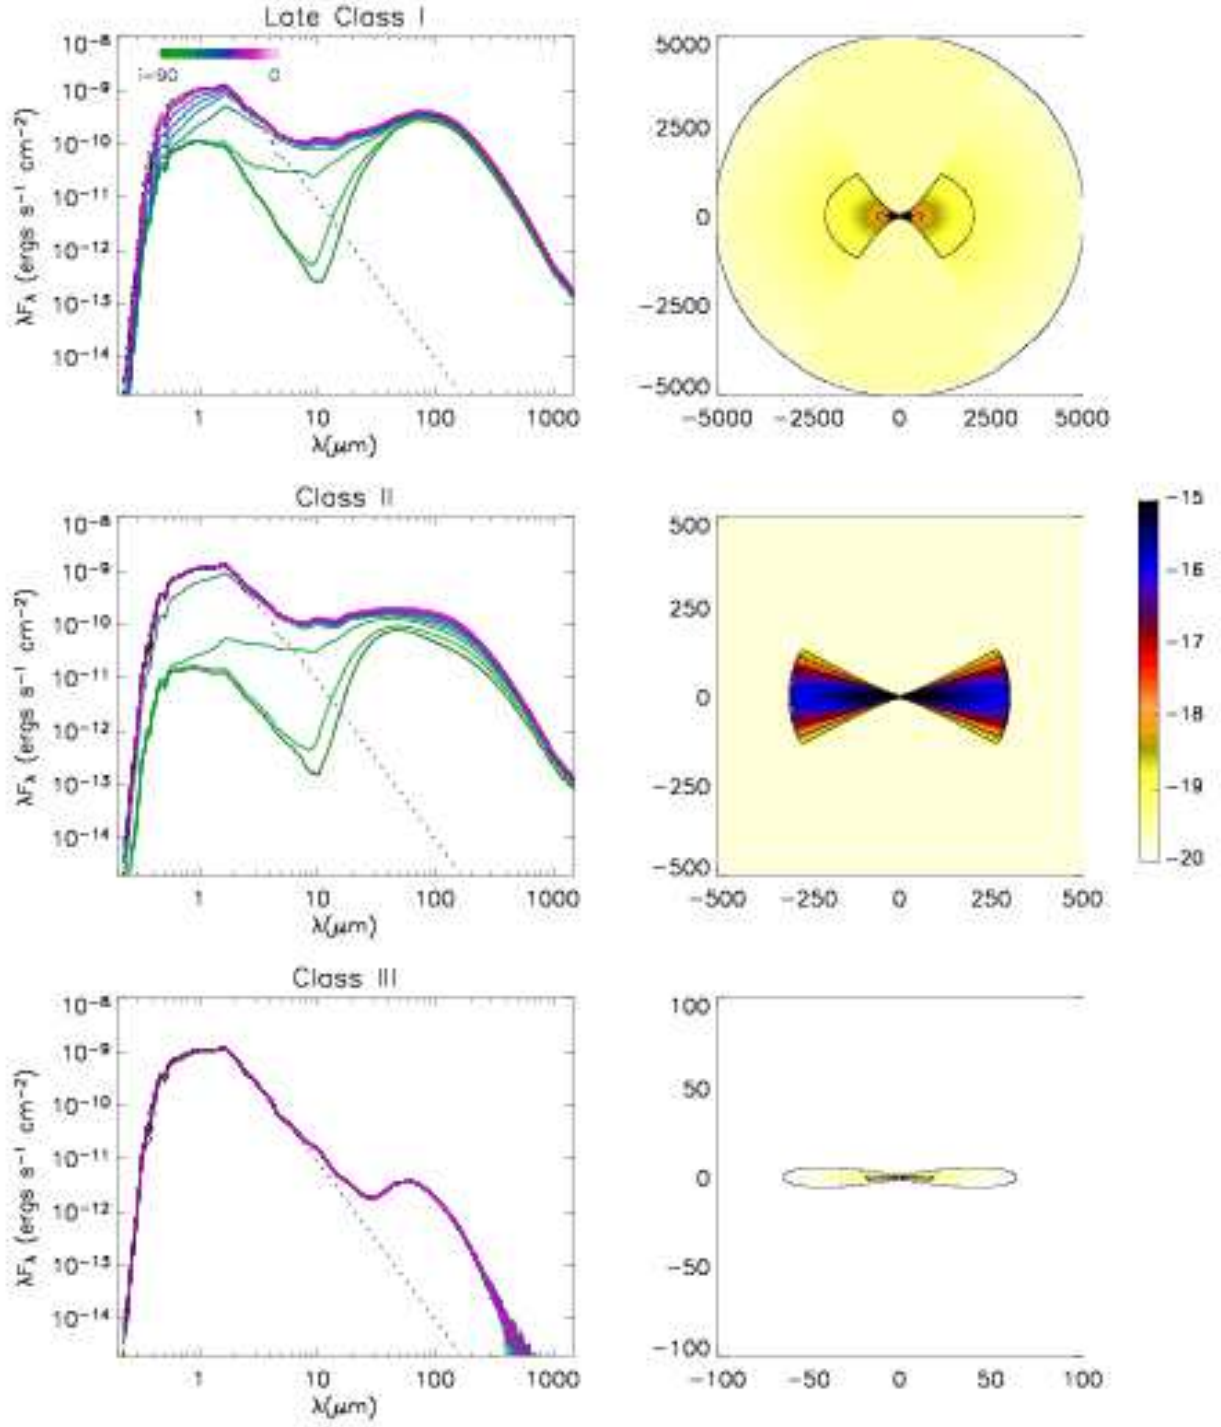 Late Class I
10⁻⁸
10⁻⁹
10⁻¹⁰
10⁻¹¹
10⁻¹²
10⁻¹³
10⁻¹⁴
i=90 0
λFλ (ergs s⁻¹ cm⁻²)
1 10 100 1000
λ(μm)
5000
2500
0
−2500
−5000
−5000 −2500 0 2500 5000
Class II
10⁻⁸
10⁻⁹
10⁻¹⁰
10⁻¹¹
10⁻¹²
10⁻¹³
10⁻¹⁴
λFλ (ergs s⁻¹ cm⁻²)
1 10 100 1000
λ(μm)
500
250
0
−250
−500
−500 −250 0 250 500
−15
−16
−17
−18
−19
−20
Class III
10⁻⁸
10⁻⁹
10⁻¹⁰
10⁻¹¹
10⁻¹²
10⁻¹³
10⁻¹⁴
λFλ (ergs s⁻¹ cm⁻²)
1 10 100 1000
λ(μm)
100
50
0
−50
−100
−100 −50 0 50 100